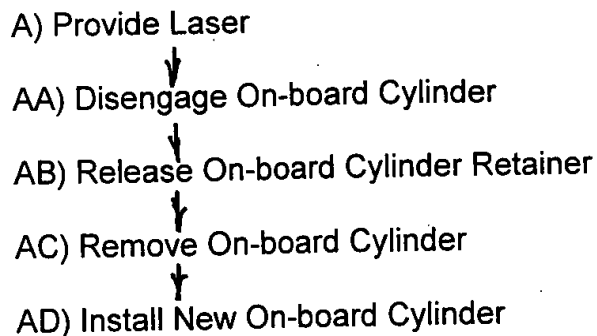 A) Provide Laser
AA) Disengage On-board Cylinder
AB) Release On-board Cylinder Retainer
AC) Remove On-board Cylinder
AD) Install New On-board Cylinder